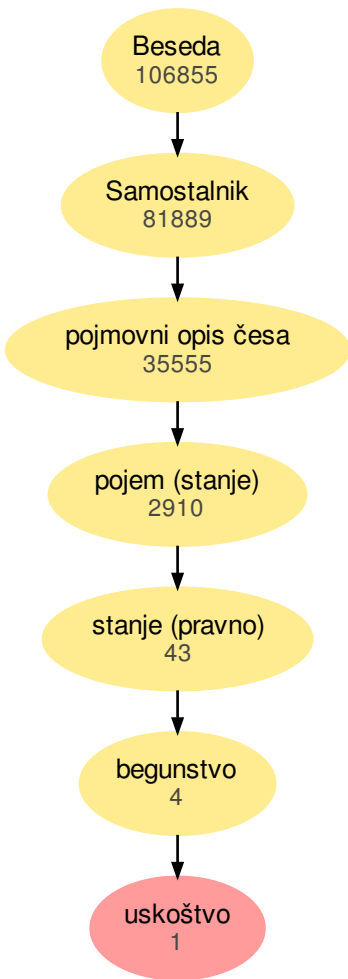 Beseda
106855
Samostalnik
81889
pojmovni opis česa
35555
pojem (stanje)
2910
stanje (pravno)
43
begunstvo
4
uskoštvo
1